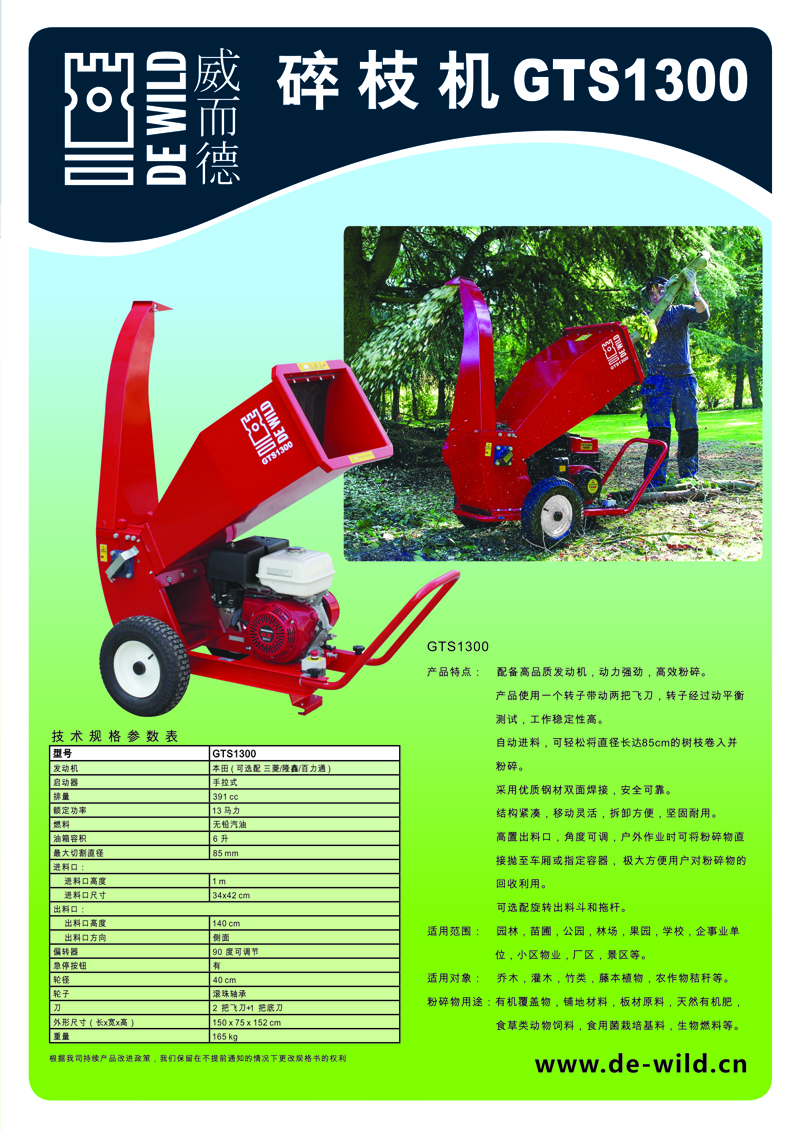 DE WILD
威而德
碎枝机 GTS1300
DE WILD
GTS1300
DE WILD
GTS1300
GTS1300
产品特点： 配备高品质发动机，动力强劲，高效粉碎。
产品使用一个转子带动两把飞刀，转子经过动平衡
测试，工作稳定性高。
自动进料，可轻松将直径长达85cm的树枝卷入并
粉碎。
采用优质钢材双面焊接，安全可靠。
结构紧凑，移动灵活，拆卸方便，坚固耐用。
高置出料口，角度可调，户外作业时可将粉碎物直
接抛至车厢或指定容器， 极大方便用户对粉碎物的
回收利用。
可选配旋转出料斗和拖杆。
适用范围： 园林，苗圃，公园，林场，果园，学校，企事业单
位，小区物业，厂区，景区等。
适用对象： 乔木，灌木，竹类，藤本植物，农作物秸秆等。
粉碎物用途：有机覆盖物，铺地材料，板材原料，天然有机肥，
食草类动物饲料，食用菌栽培基料，生物燃料等。
技术规格参数表
型号 GTS1300
发动机 本田 ( 可选配 三菱/隆鑫/百力通 )
启动器 手拉式
排量 391 cc
额定功率 13 马力
燃料 无铅汽油
油箱容积 6 升
最大切割直径 85 mm
进料口：
进料口高度 1 m
进料口尺寸 34x42 cm
出料口：
出料口高度 140 cm
出料口方向 侧面
偏转器 90 度可调节
急停按钮 有
轮径 40 cm
轮子 滚珠轴承
刀 2 把飞刀+1 把底刀
外形尺寸（长x宽x高） 150 x 75 x 152 cm
重量 165 kg
根据我司持续产品改进政策，我们保留在不提前通知的情况下更改规格书的权利
www.de-wild.cn